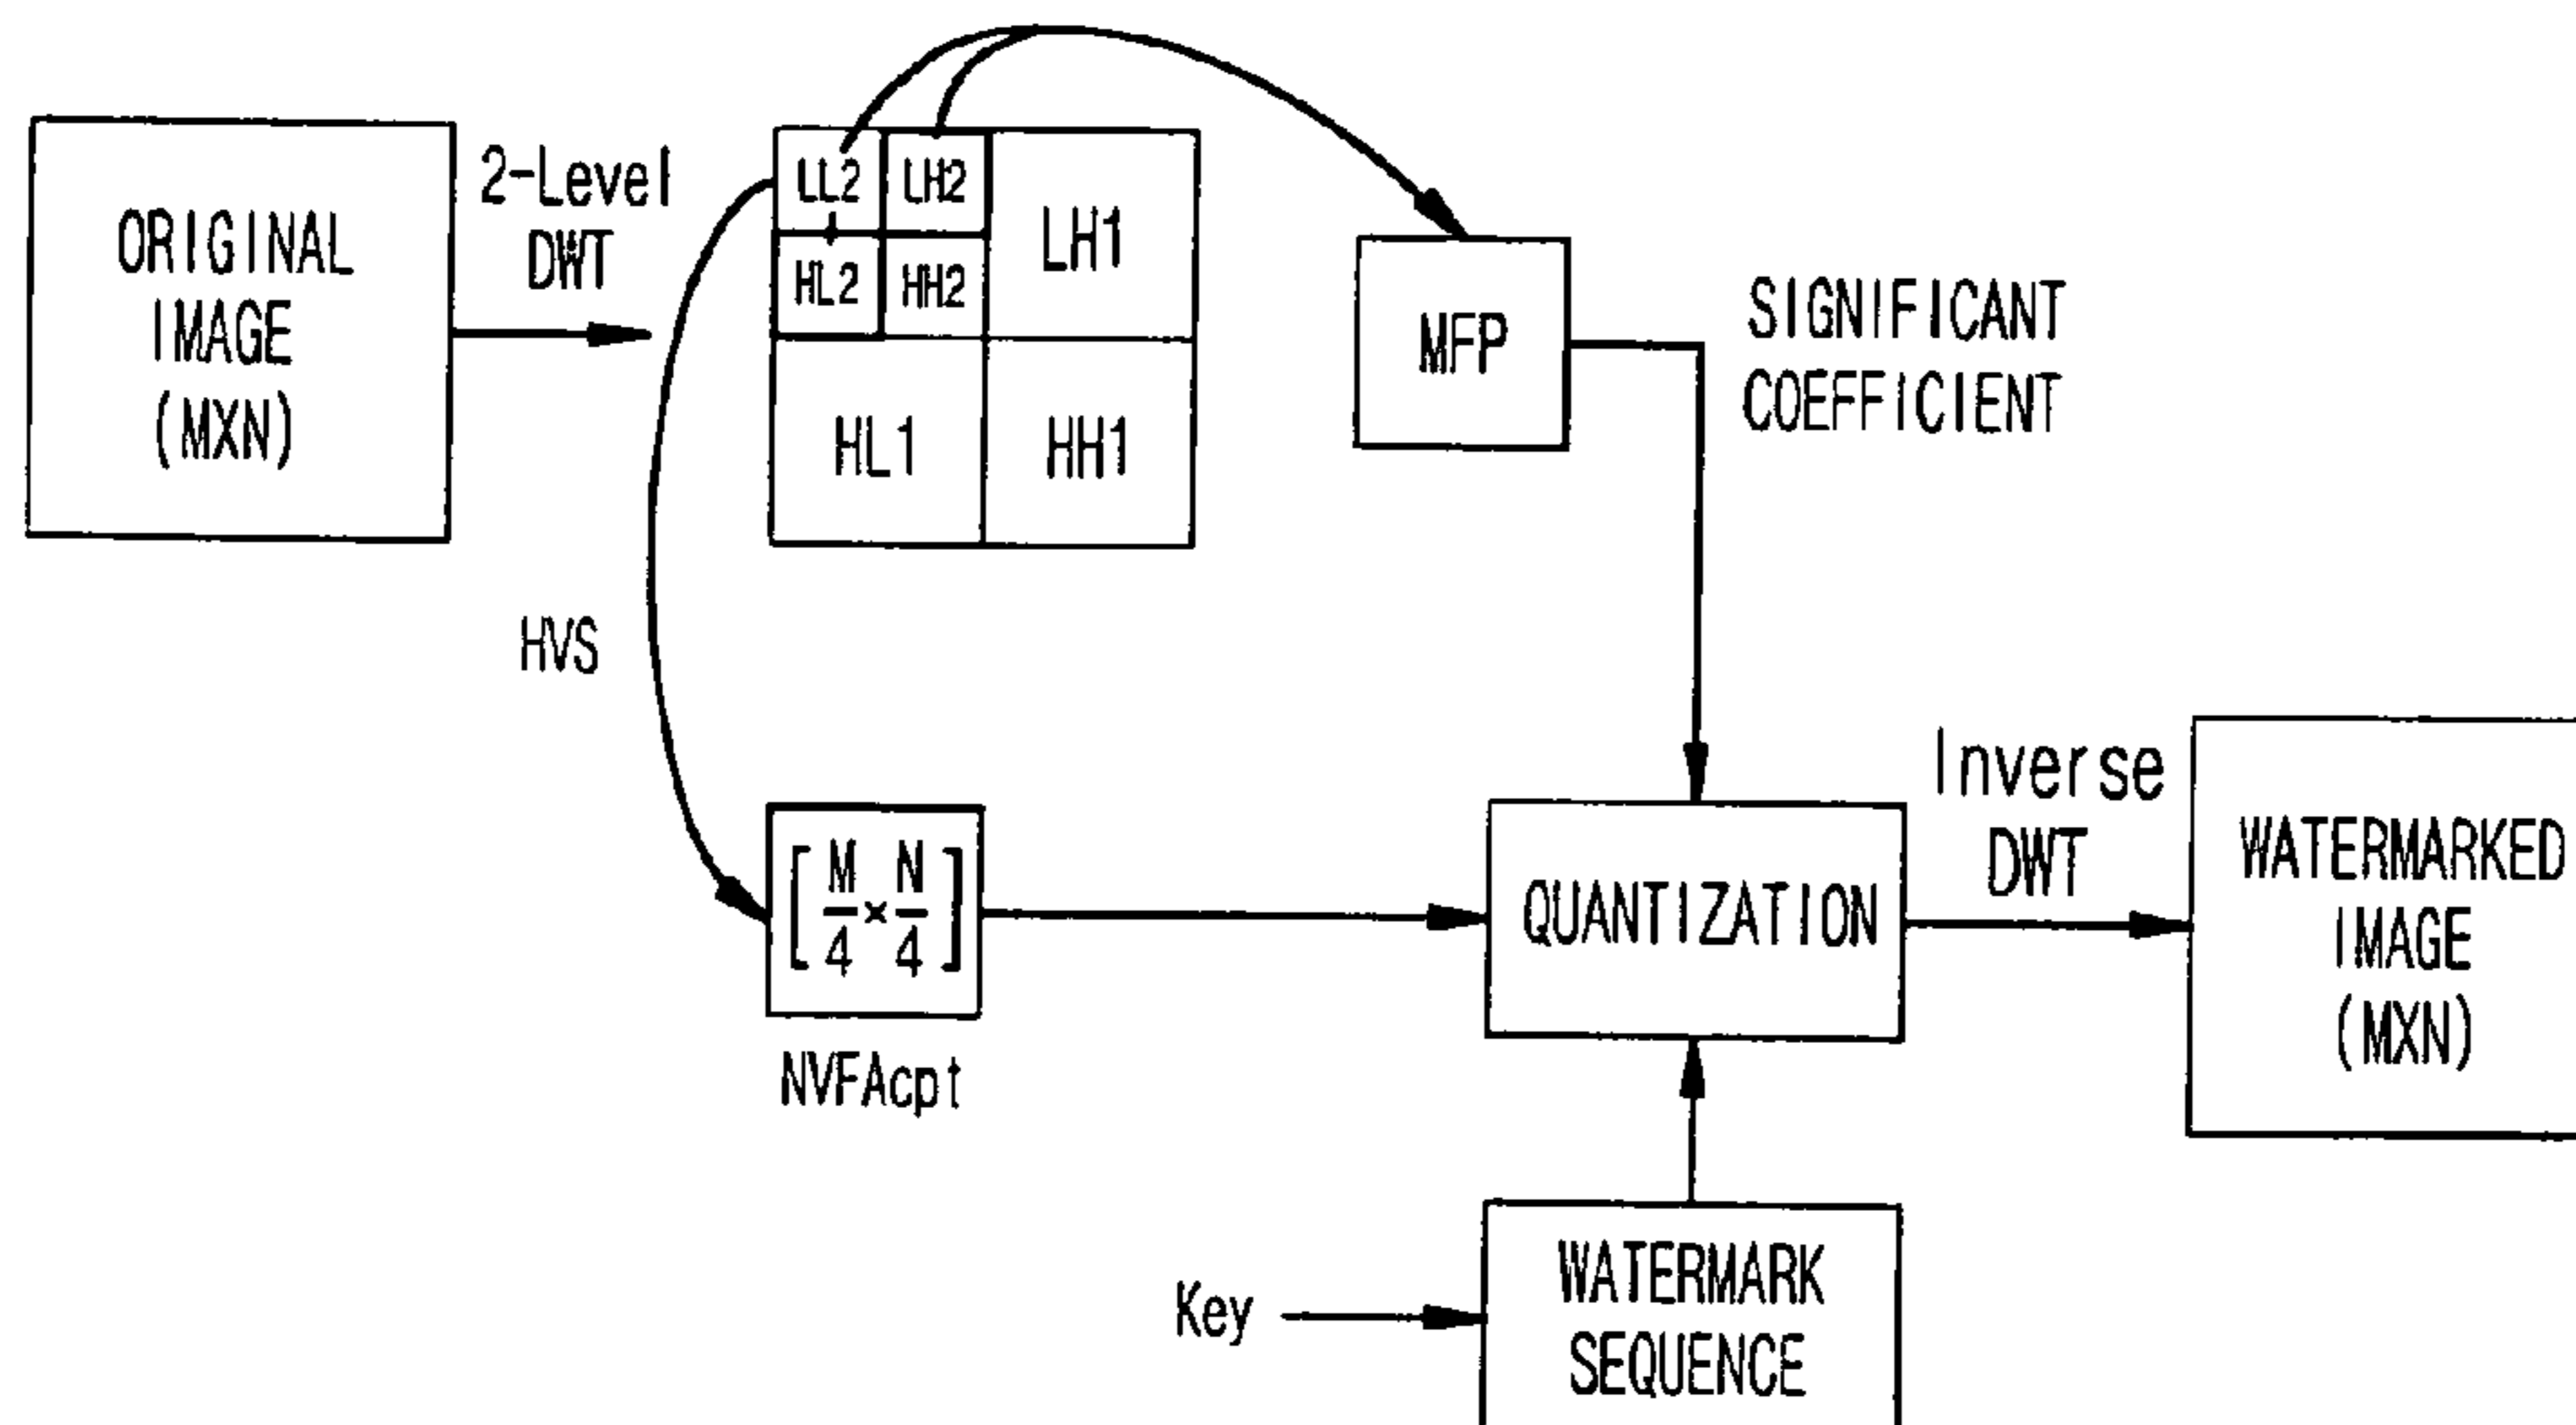 ORIGINAL
IMAGE
(MXN)
2-Level
DWT
LL2 LH2
HL2 HH2
LH1
HL1
HH1
MFP
SIGNIFICANT
COEFFICIENT
HVS
[M/4×N/4]
NVFAcpt
QUANTIZATION
Inverse
DWT
WATERMARKED
IMAGE
(MXN)
Key
WATERMARK
SEQUENCE